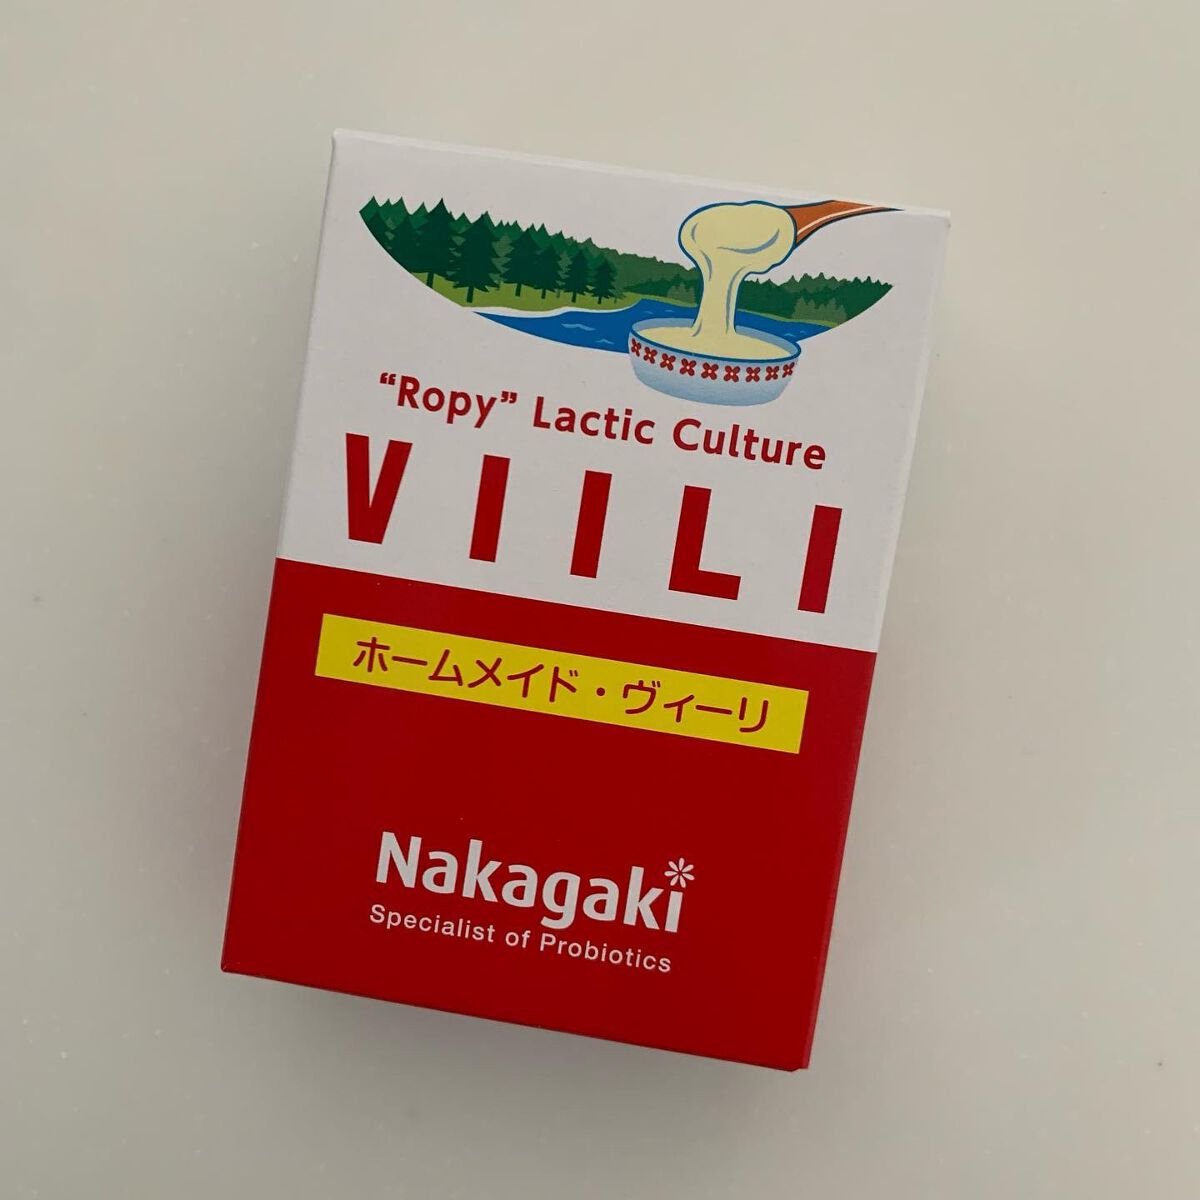 “Ropy” Lactic Culture
VIILI
ホームメイド・ヴィーリ
Nakagaki
Specialist of Probiotics